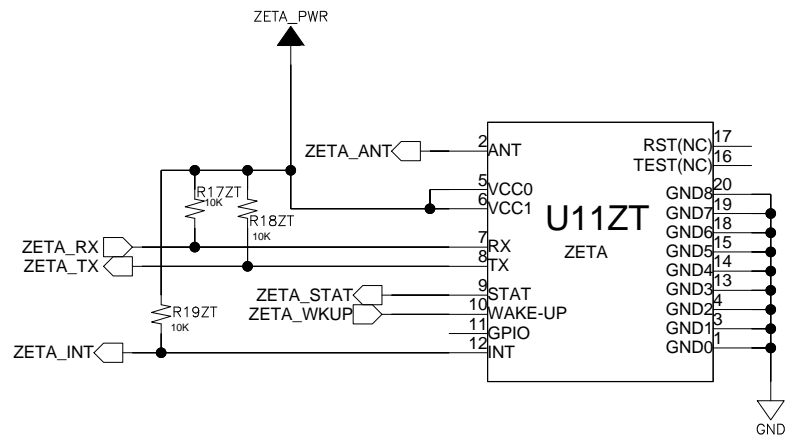 ZETA_PWR
ZETA_ANT 2 ANT
RST(NC) 17
TEST(NC) 16
5 VCC0
6 VCC1
R17ZT
10K
R18ZT
10K
U11ZT
ZETA
GND8 20
GND7 19
GND6 18
GND5 15
GND4 14
GND3 13
GND2 4
GND1 3
GND0 1
ZETA_RX 7 RX
ZETA_TX 8 TX
ZETA_STAT 9 STAT
ZETA_WKUP 10 WAKE-UP
11 GPIO
R19ZT
10K
ZETA_INT 12 INT
GND